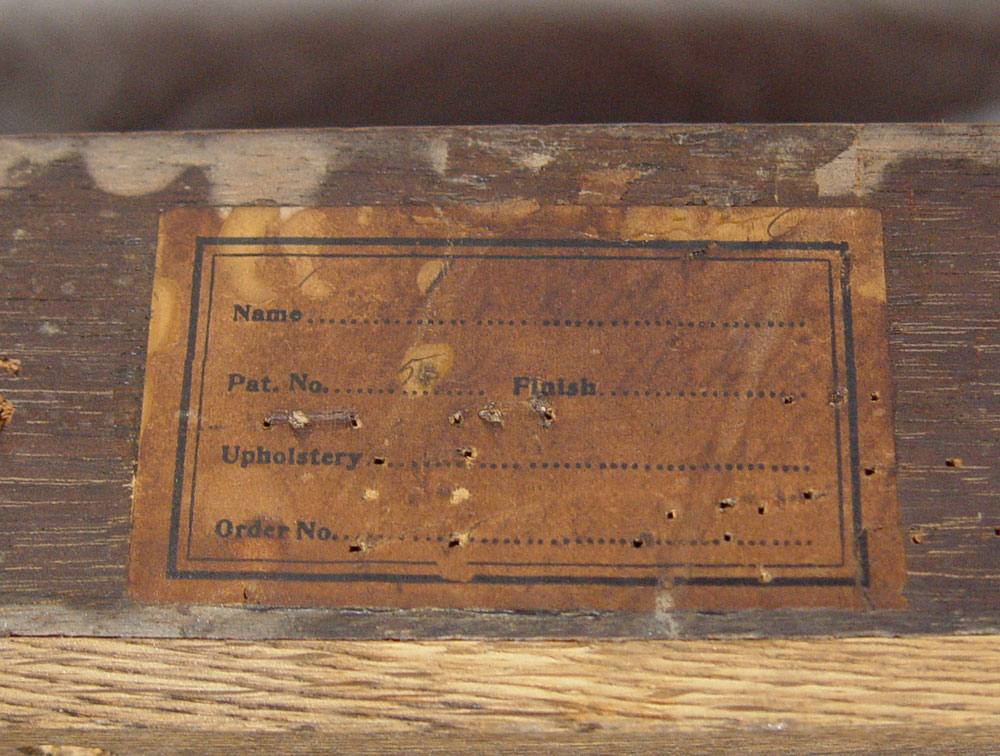 Name........................................................
Pat. No.................... Finish........................
Upholstery................................................
Order No...................................................